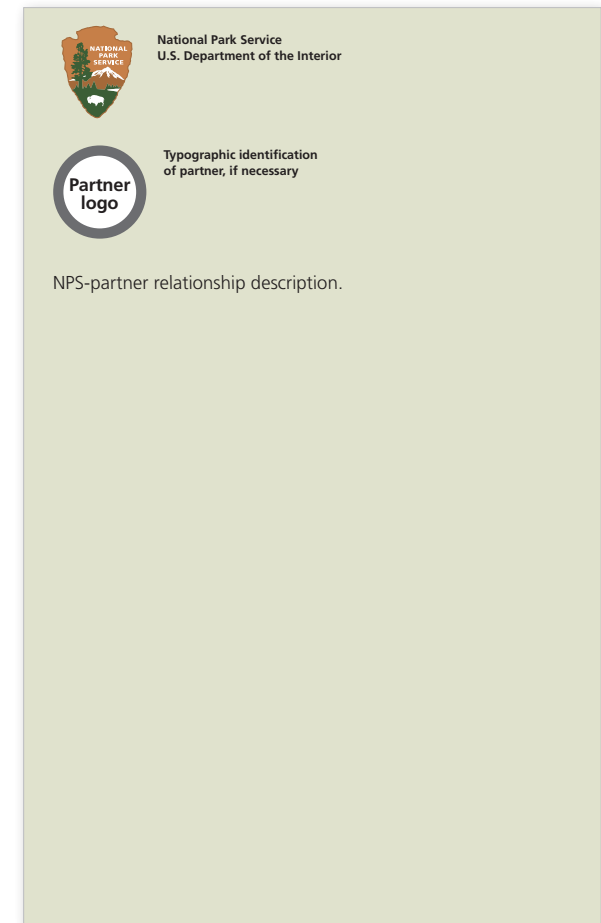 NATIONAL
PARK
SERVICE
National Park Service
U.S. Department of the Interior
Partner
logo
Typographic identification
of partner, if necessary
NPS-partner relationship description.